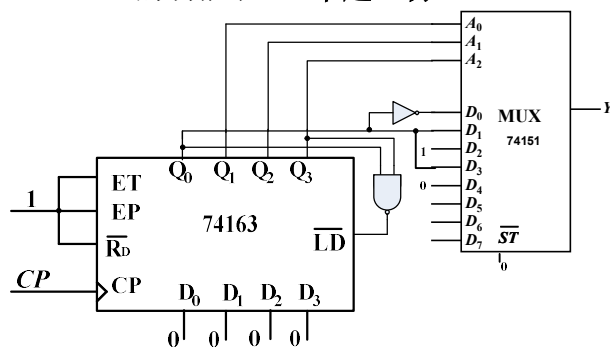 A0
A1
A2
D0
D1
D2
D3
D4
D5
D6
D7
MUX
74151
ST
Y
1
0
0
Q0 Q1 Q2 Q3
ET
EP
RD
CP
74163
LD
1
CP
D0 D1 D2 D3
0 0 0 0